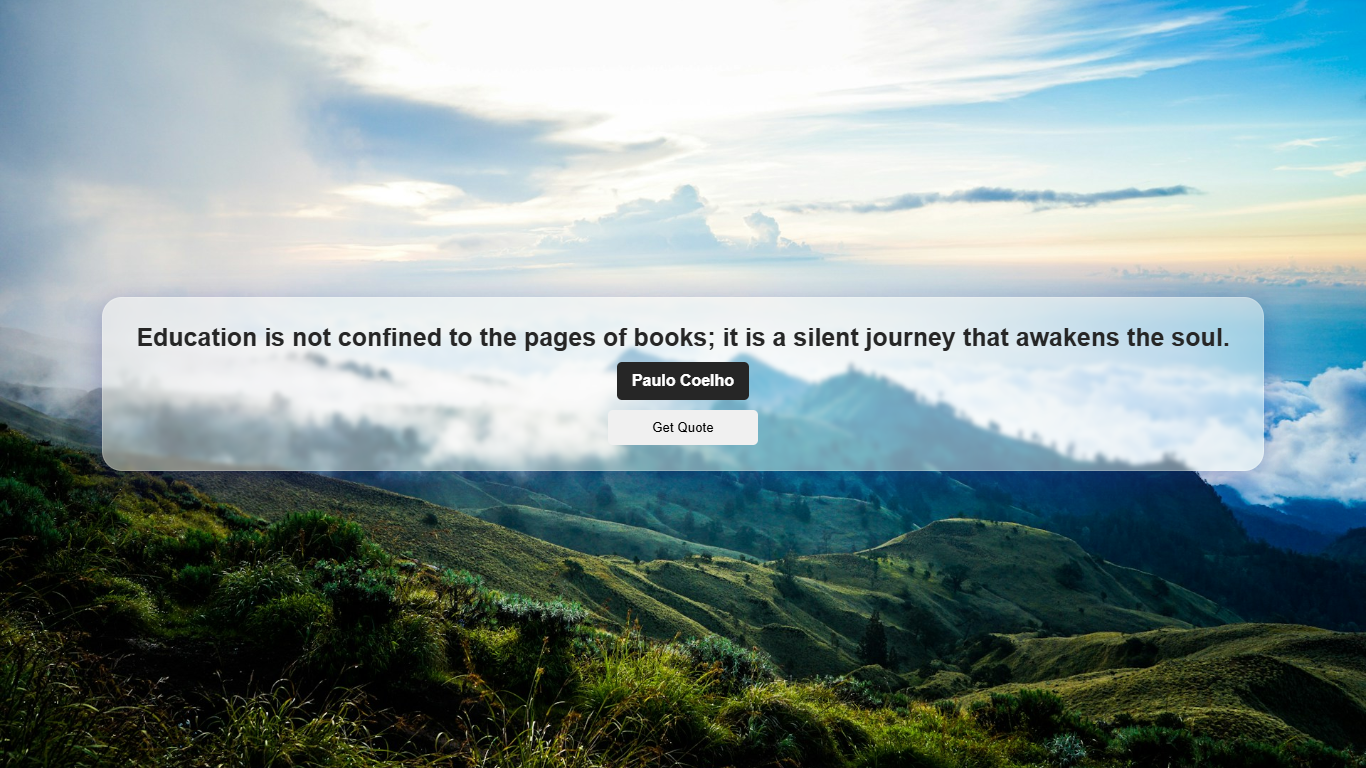 Education is not confined to the pages of books; it is a silent journey that awakens the soul.
Paulo Coelho
Get Quote